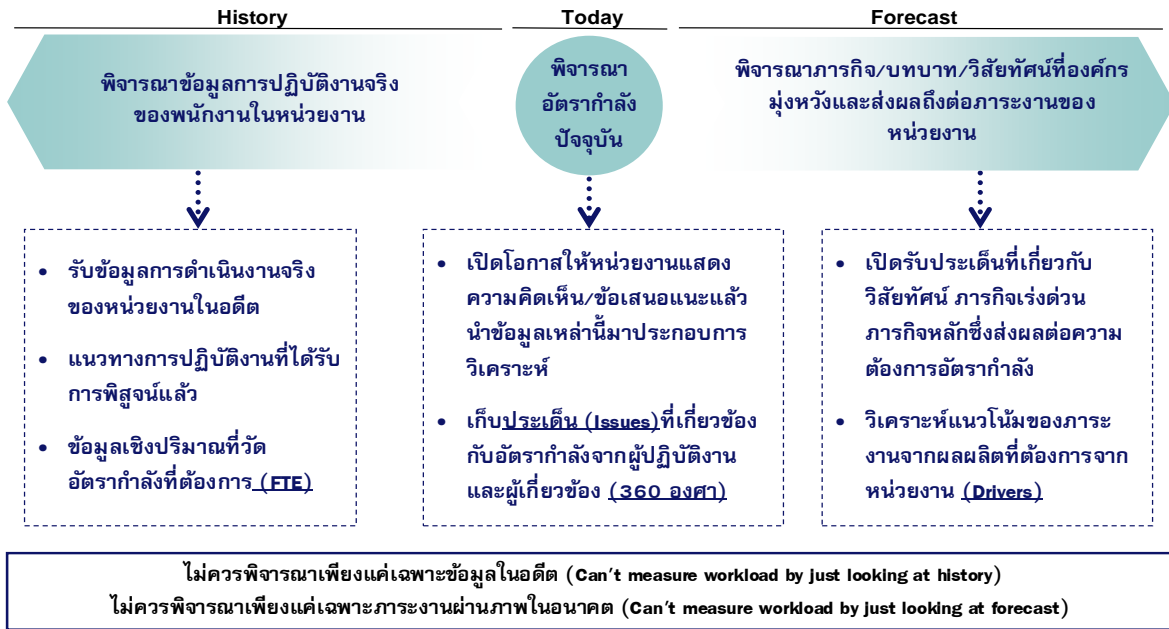 History
Today
Forecast
พิจารณาข้อมูลการปฏิบัติงานจริง
ของพนักงานในหน่วยงาน
พิจารณา
อัตรากำลัง
ปัจจุบัน
พิจารณาภารกิจ/บทบาท/วิสัยทัศน์ที่องค์กร
มุ่งหวังและส่งผลถึงต่อภาระงานของ
หน่วยงาน
• รับข้อมูลการดำเนินงานจริง
ของหน่วยงานในอดีต
• แนวทางการปฏิบัติงานที่ได้รับ
การพิสูจน์แล้ว
• ข้อมูลเชิงปริมาณที่วัด
อัตรากำลังที่ต้องการ (FTE)
• เปิดโอกาสให้หน่วยงานแสดง
ความคิดเห็น/ข้อเสนอแนะแล้ว
นำข้อมูลเหล่านี้มาประกอบการ
วิเคราะห์
• เก็บประเด็น (Issues)ที่เกี่ยวข้อง
กับอัตรากำลังจากผู้ปฏิบัติงาน
และผู้เกี่ยวข้อง (360 องศา)
• เปิดรับประเด็นที่เกี่ยวกับ
วิสัยทัศน์ ภารกิจเร่งด่วน
ภารกิจหลักซึ่งส่งผลต่อความ
ต้องการอัตรากำลัง
• วิเคราะห์แนวโน้มของภาระ
งานจากผลผลิตที่ต้องการจาก
หน่วยงาน (Drivers)
ไม่ควรพิจารณาเพียงแค่เฉพาะข้อมูลในอดีต (Can't measure workload by just looking at history)
ไม่ควรพิจารณาเพียงแค่เฉพาะภาระงานผ่านภาพในอนาคต (Can't measure workload by just looking at forecast)